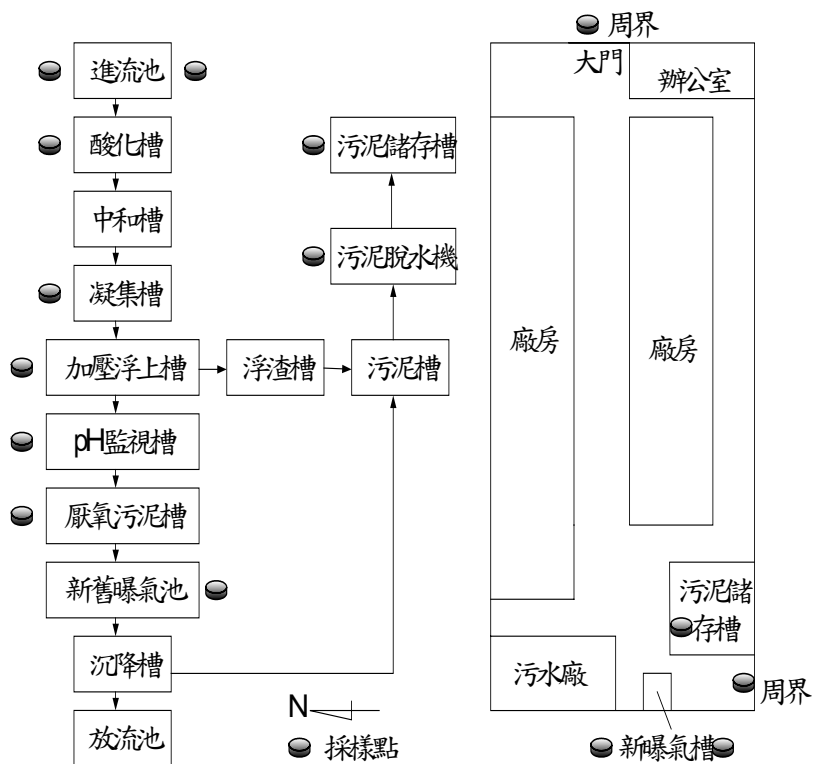 進流池
酸化槽
中和槽
凝集槽
加壓浮上槽
浮渣槽
污泥槽
污泥脫水機
污泥儲存槽
pH監視槽
厭氧污泥槽
新舊曝氣池
沉降槽
放流池
N
採樣點
周界
大門
辦公室
廠房
廠房
污泥儲
存槽
污水廠
周界
新曝氣槽